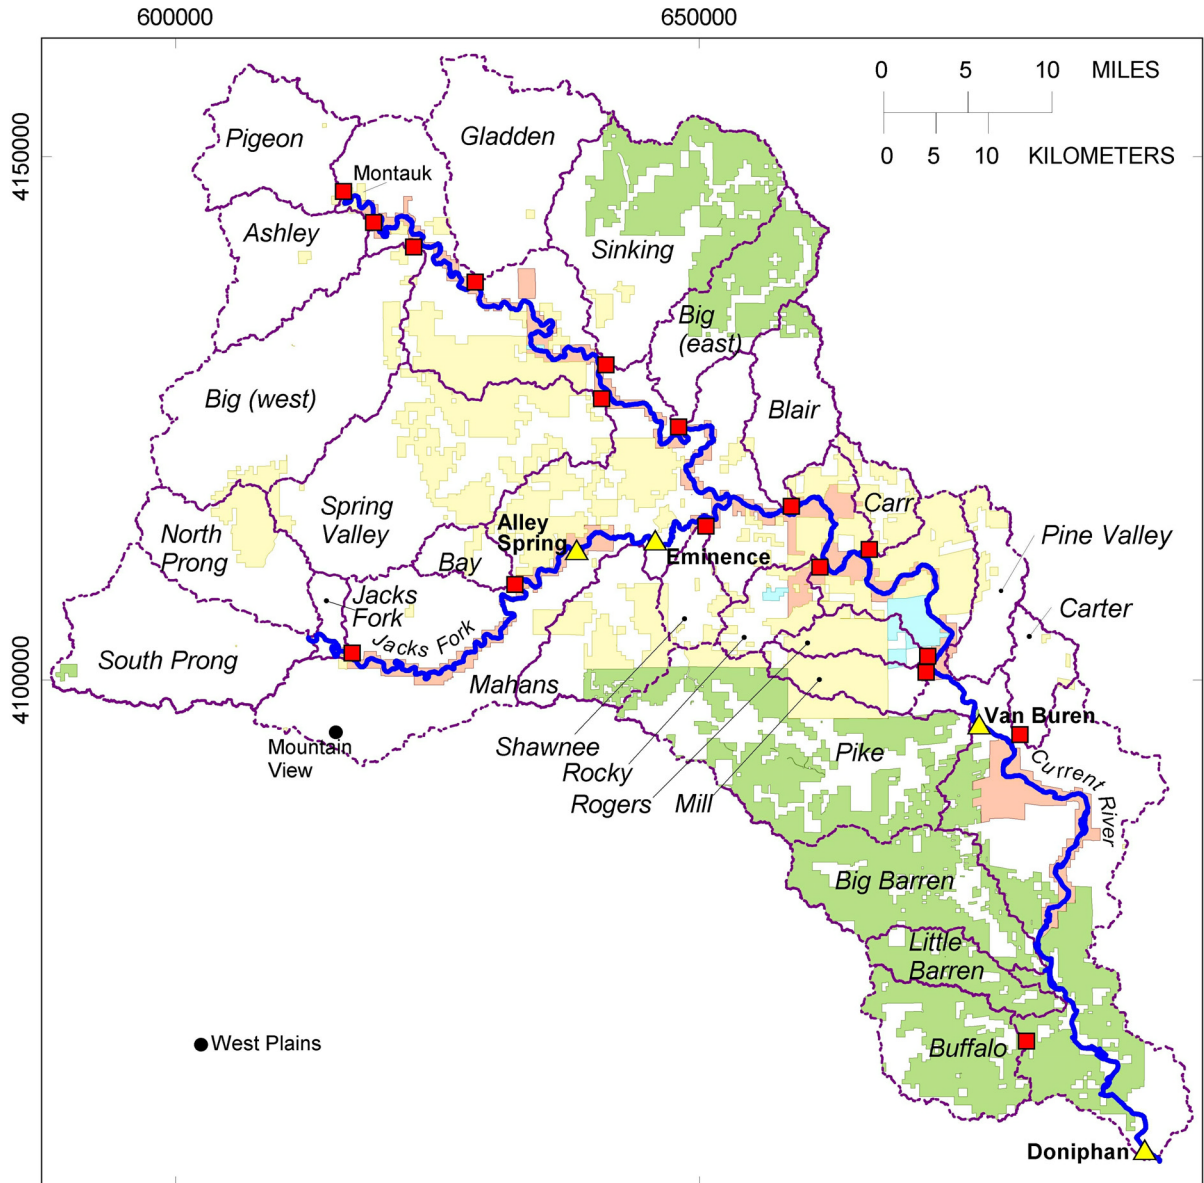 600000
650000
0 5 10 MILES
0 5 10 KILOMETERS
4150000
4100000
Pigeon
Gladden
Montauk
Ashley
Sinking
Big
(east)
Big (west)
Blair
Spring
Valley
Alley
Spring
Carr
North
Prong
Bay
Eminence
Pine Valley
Jacks
Fork
Jacks Fork
Carter
South Prong
Mahans
Van Buren
Mountain
View
Shawnee
Rocky
Rogers
Mill
Pike
Current River
Big Barren
Little
Barren
West Plains
Buffalo
Doniphan